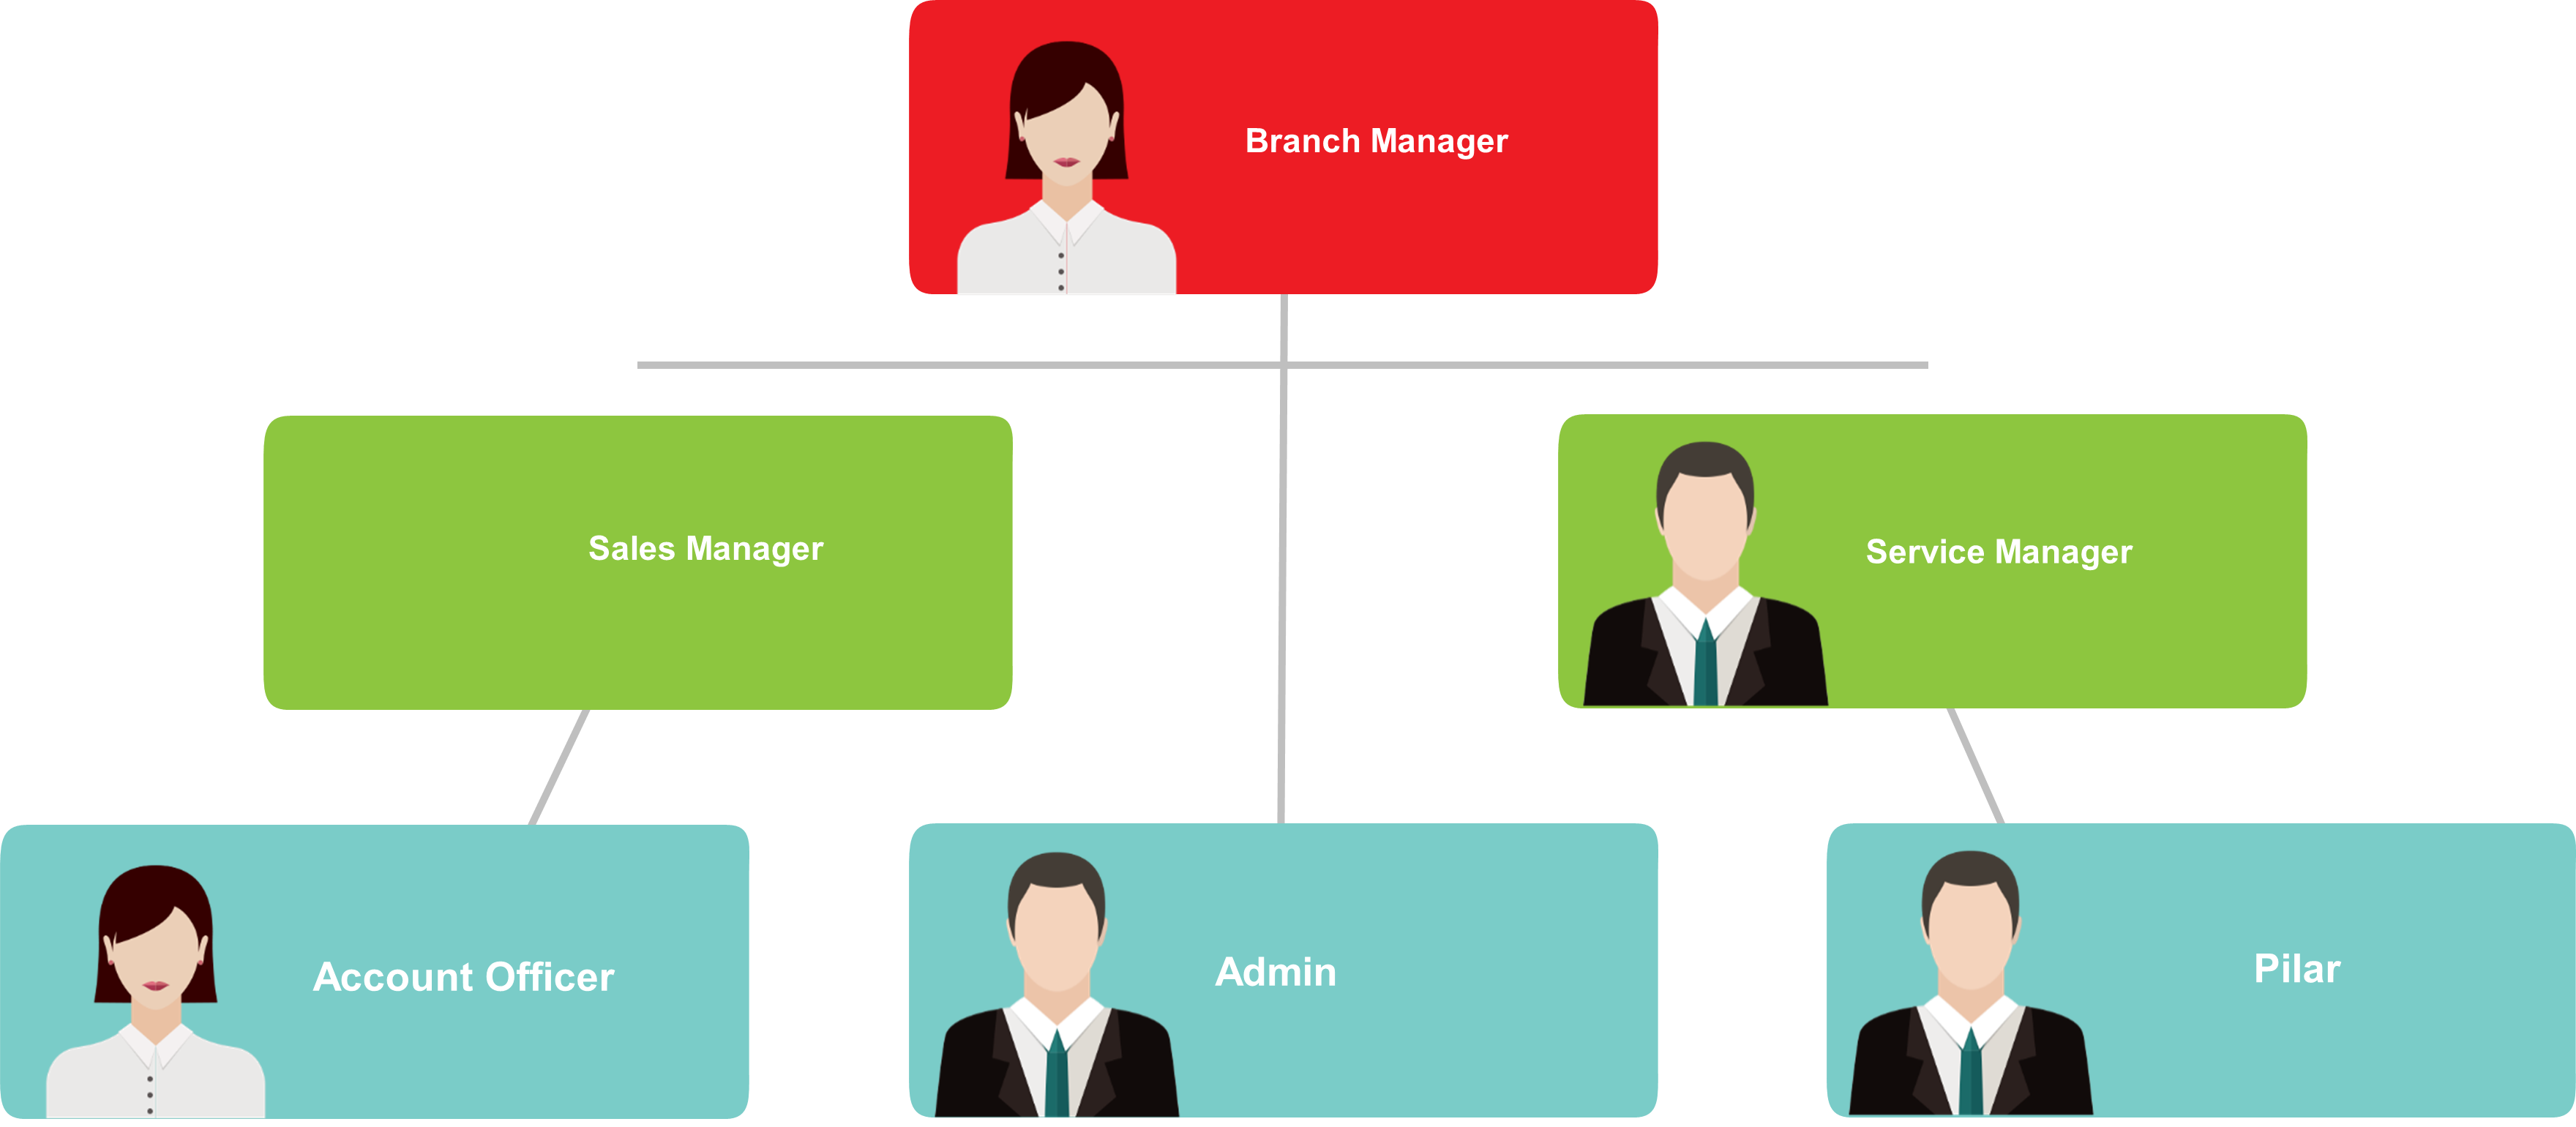 Branch Manager
Sales Manager
Service Manager
Account Officer
Admin
Pilar